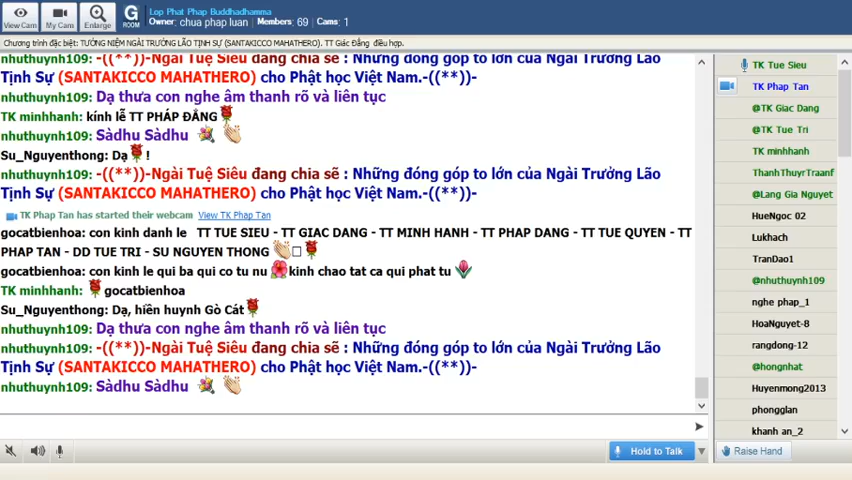 View Cam
My Cam
Enlarge
G
ROOM
Lop Phat Phap Buddhadhamma
Owner: chua phap luan / Members: 69 / Cams: 1
Chương trình đặc biệt: TƯỞNG NIỆM NGÀI TRƯỞNG LÃO TỊNH SỰ (SANTAKICCO MAHATHERO). TT Giác Đẳng điều hợp.
nhuthuynh109: -((**))-Ngài Tuệ Siêu đang chia sẽ : Những đóng góp to lớn của Ngài Trưởng Lão
Tịnh Sự (SANTAKICCO MAHATHERO) cho Phật học Việt Nam.-((**))-
nhuthuynh109: Dạ thưa con nghe âm thanh rõ và liên tục
TK minhhanh: kính lễ TT PHÁP ĐẲNG
nhuthuynh109: Sàdhu Sàdhu
Su_Nguyenthong: Dạ !
nhuthuynh109: -((**))-Ngài Tuệ Siêu đang chia sẽ : Những đóng góp to lớn của Ngài Trưởng Lão
Tịnh Sự (SANTAKICCO MAHATHERO) cho Phật học Việt Nam.-((**))-
TK Phap Tan has started their webcam View TK Phap Tan
gocatbienhoa: con kinh danh le TT TUE SIEU - TT GIAC DANG - TT MINH HANH - TT PHAP DANG - TT TUE QUYEN - TT
PHAP TAN - DD TUE TRI - SU NGUYEN THONG
gocatbienhoa: con kinh le qui ba qui co tu nu kinh chao tat ca qui phat tu
TK minhhanh: gocatbienhoa
Su_Nguyenthong: Dạ, hiền huynh Gò Cát
nhuthuynh109: Dạ thưa con nghe âm thanh rõ và liên tục
nhuthuynh109: -((**))-Ngài Tuệ Siêu đang chia sẽ : Những đóng góp to lớn của Ngài Trưởng Lão
Tịnh Sự (SANTAKICCO MAHATHERO) cho Phật học Việt Nam.-((**))-
nhuthuynh109: Sàdhu Sàdhu
Hold to Talk
TK Tue Sieu
TK Phap Tan
@TK Giac Dang
@TK Tue Tri
TK minhhanh
ThanhThuyrTraanf
@Lang Gia Nguyet
HueNgoc 02
Lukhach
TranDao1
@nhuthuynh109
nghe phap_1
HoaNguyet-8
rangdong-12
@hongnhat
Huyenmong2013
phongglan
khanh an_2
Raise Hand